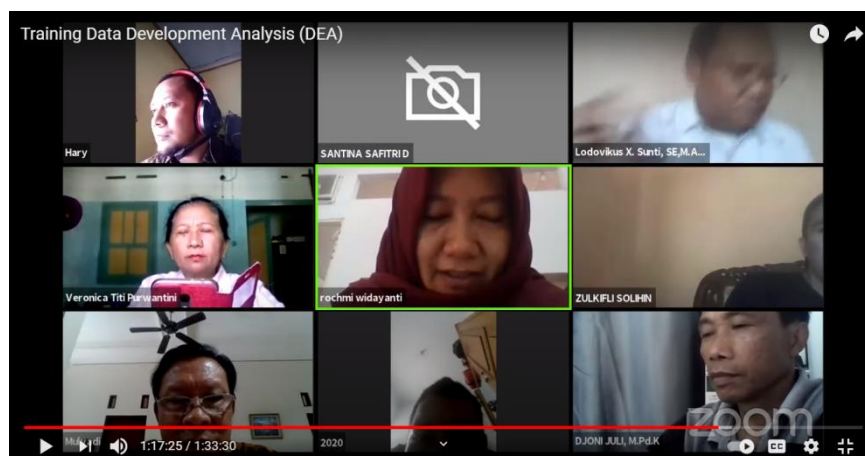 Training Data Development Analysis (DEA)
Hary
SANTINA SAFITRI D
Lodovikus X. Sunti, SE,M.A...
Veronica Titi Purwantini
rochmi widayanti
ZULKIFLI SOLIHIN
2020
DJONI JULI, M.Pd.K
zoom
1:17:25 / 1:33:30
CC